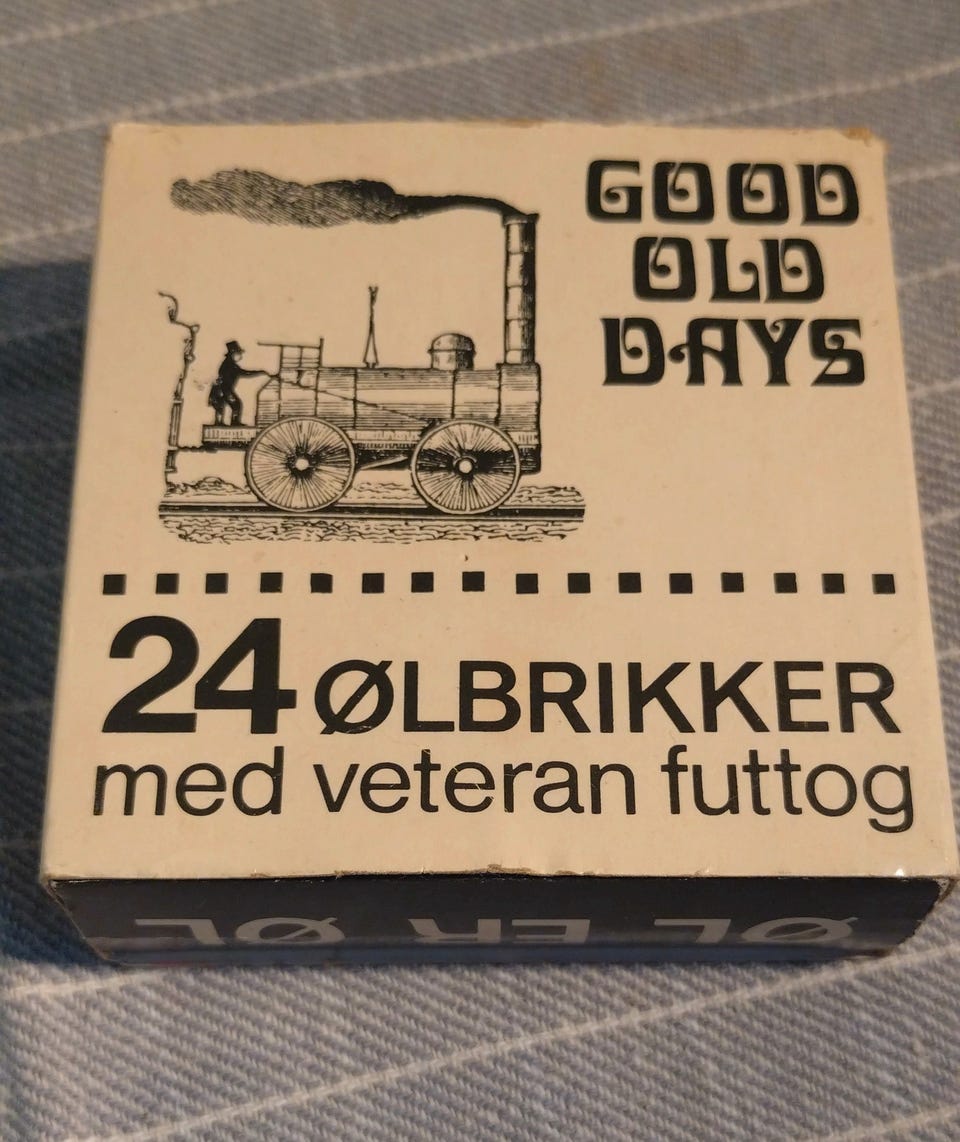 GOOD
OLD
DAYS
24 ØLBRIKKER
med veteran futtog
ØL ER ØL